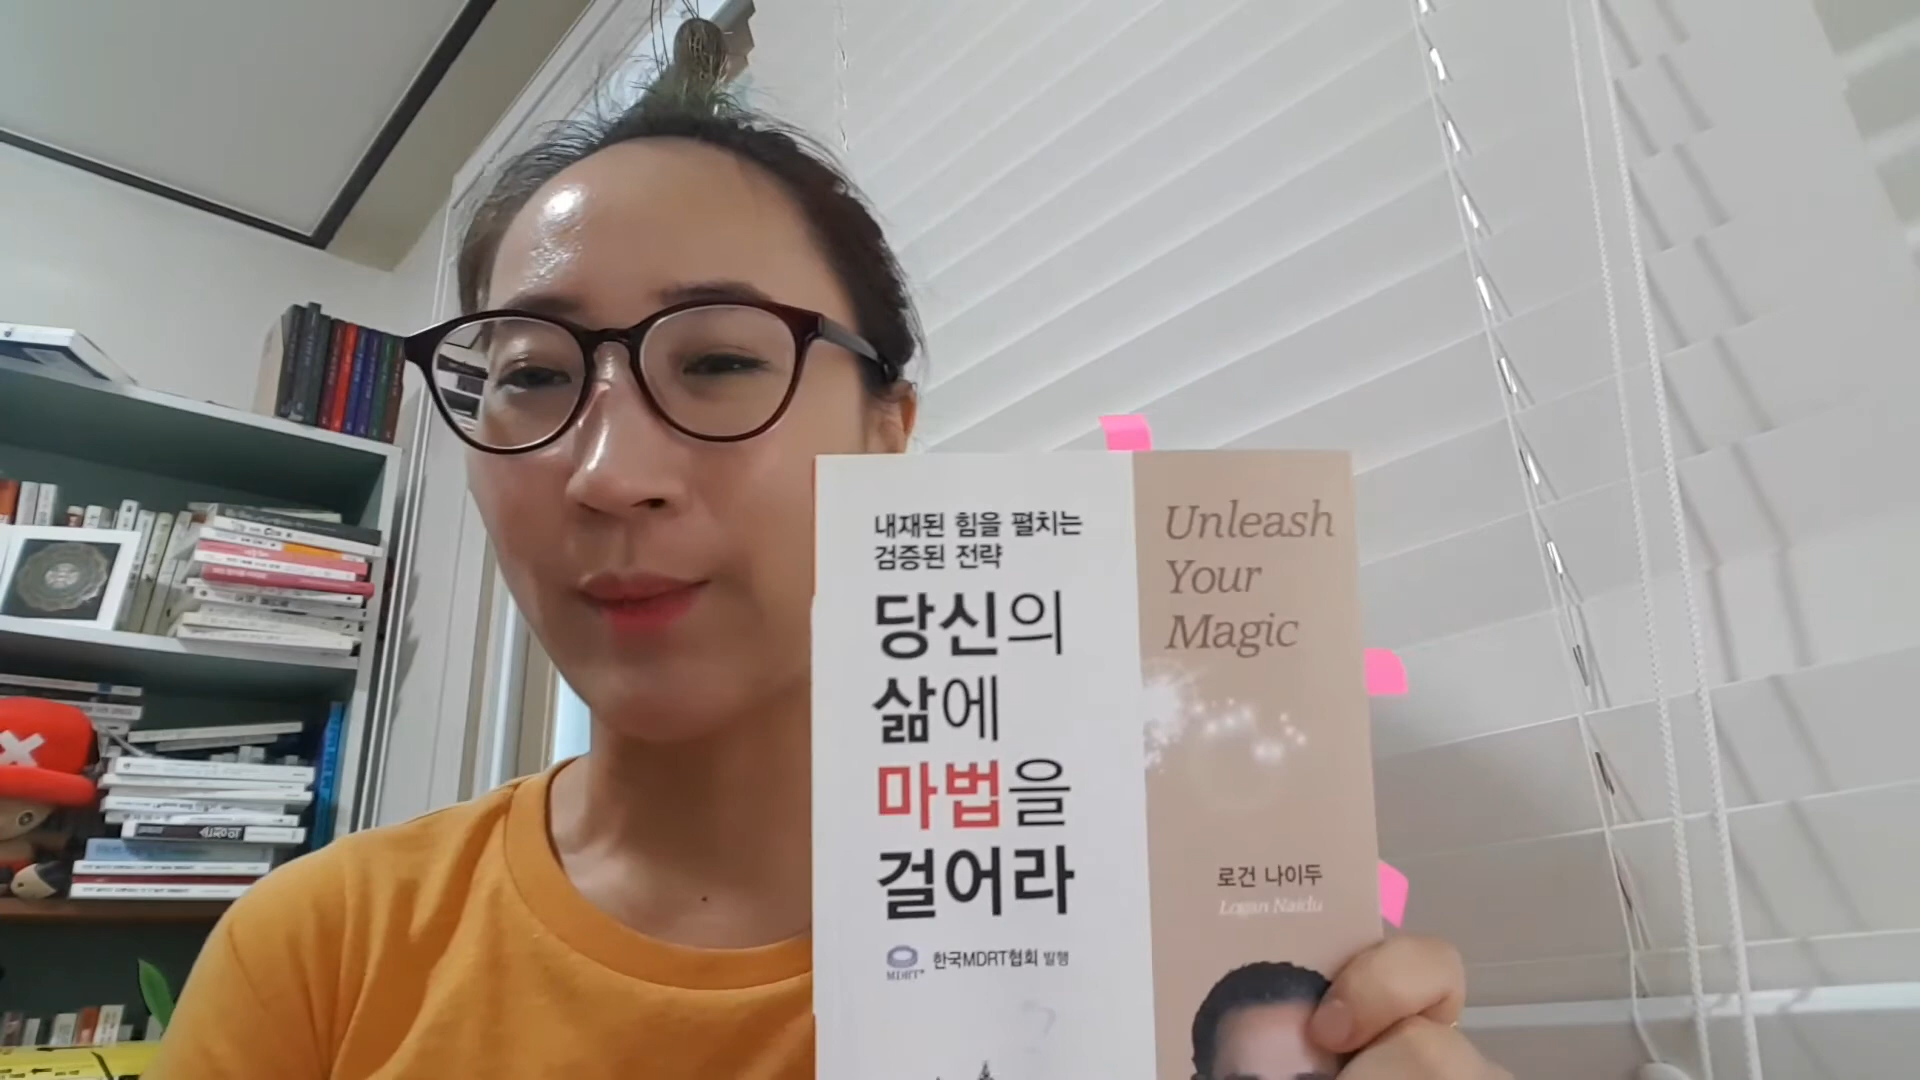 내재된 힘을 펼치는
검증된 전략
당신의
삶에
마법을
걸어라
MDRT
한국MDRT협회 발행
Unleash
Your
Magic
로건 나이두
Logan Naidu